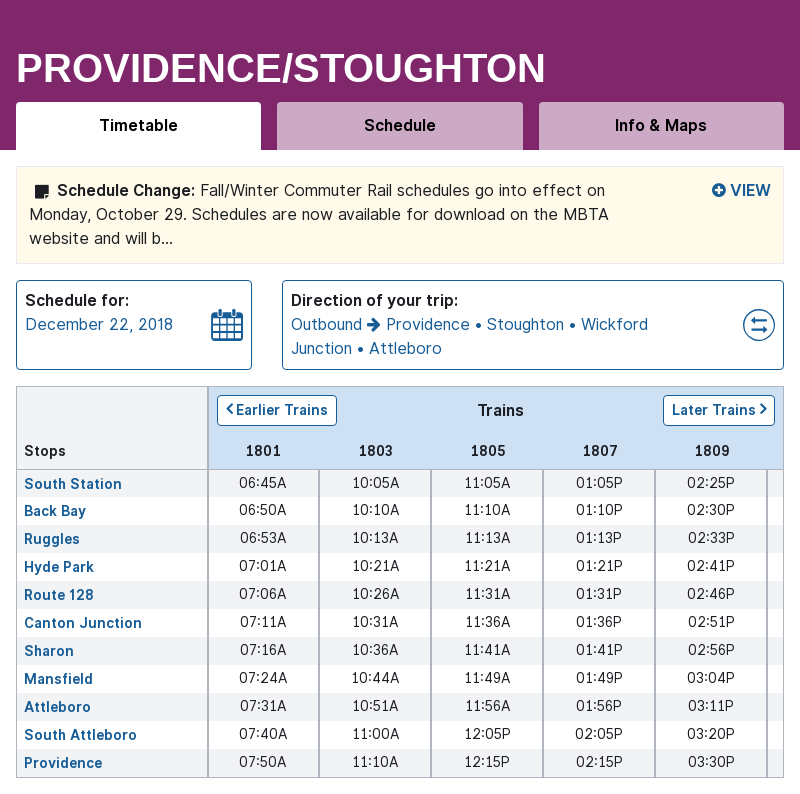 PROVIDENCE/STOUGHTON
Timetable Schedule Info & Maps
Schedule Change: Fall/Winter Commuter Rail schedules go into effect on VIEW
Monday, October 29. Schedules are now available for download on the MBTA
website and will b...
Schedule for:
December 22, 2018
Direction of your trip:
Outbound → Providence • Stoughton • Wickford
Junction • Attleboro
Earlier Trains Trains Later Trains
Stops 1801 1803 1805 1807 1809
South Station 06:45A 10:05A 11:05A 01:05P 02:25P
Back Bay 06:50A 10:10A 11:10A 01:10P 02:30P
Ruggles 06:53A 10:13A 11:13A 01:13P 02:33P
Hyde Park 07:01A 10:21A 11:21A 01:21P 02:41P
Route 128 07:06A 10:26A 11:31A 01:31P 02:46P
Canton Junction 07:11A 10:31A 11:36A 01:36P 02:51P
Sharon 07:16A 10:36A 11:41A 01:41P 02:56P
Mansfield 07:24A 10:44A 11:49A 01:49P 03:04P
Attleboro 07:31A 10:51A 11:56A 01:56P 03:11P
South Attleboro 07:40A 11:00A 12:05P 02:05P 03:20P
Providence 07:50A 11:10A 12:15P 02:15P 03:30P